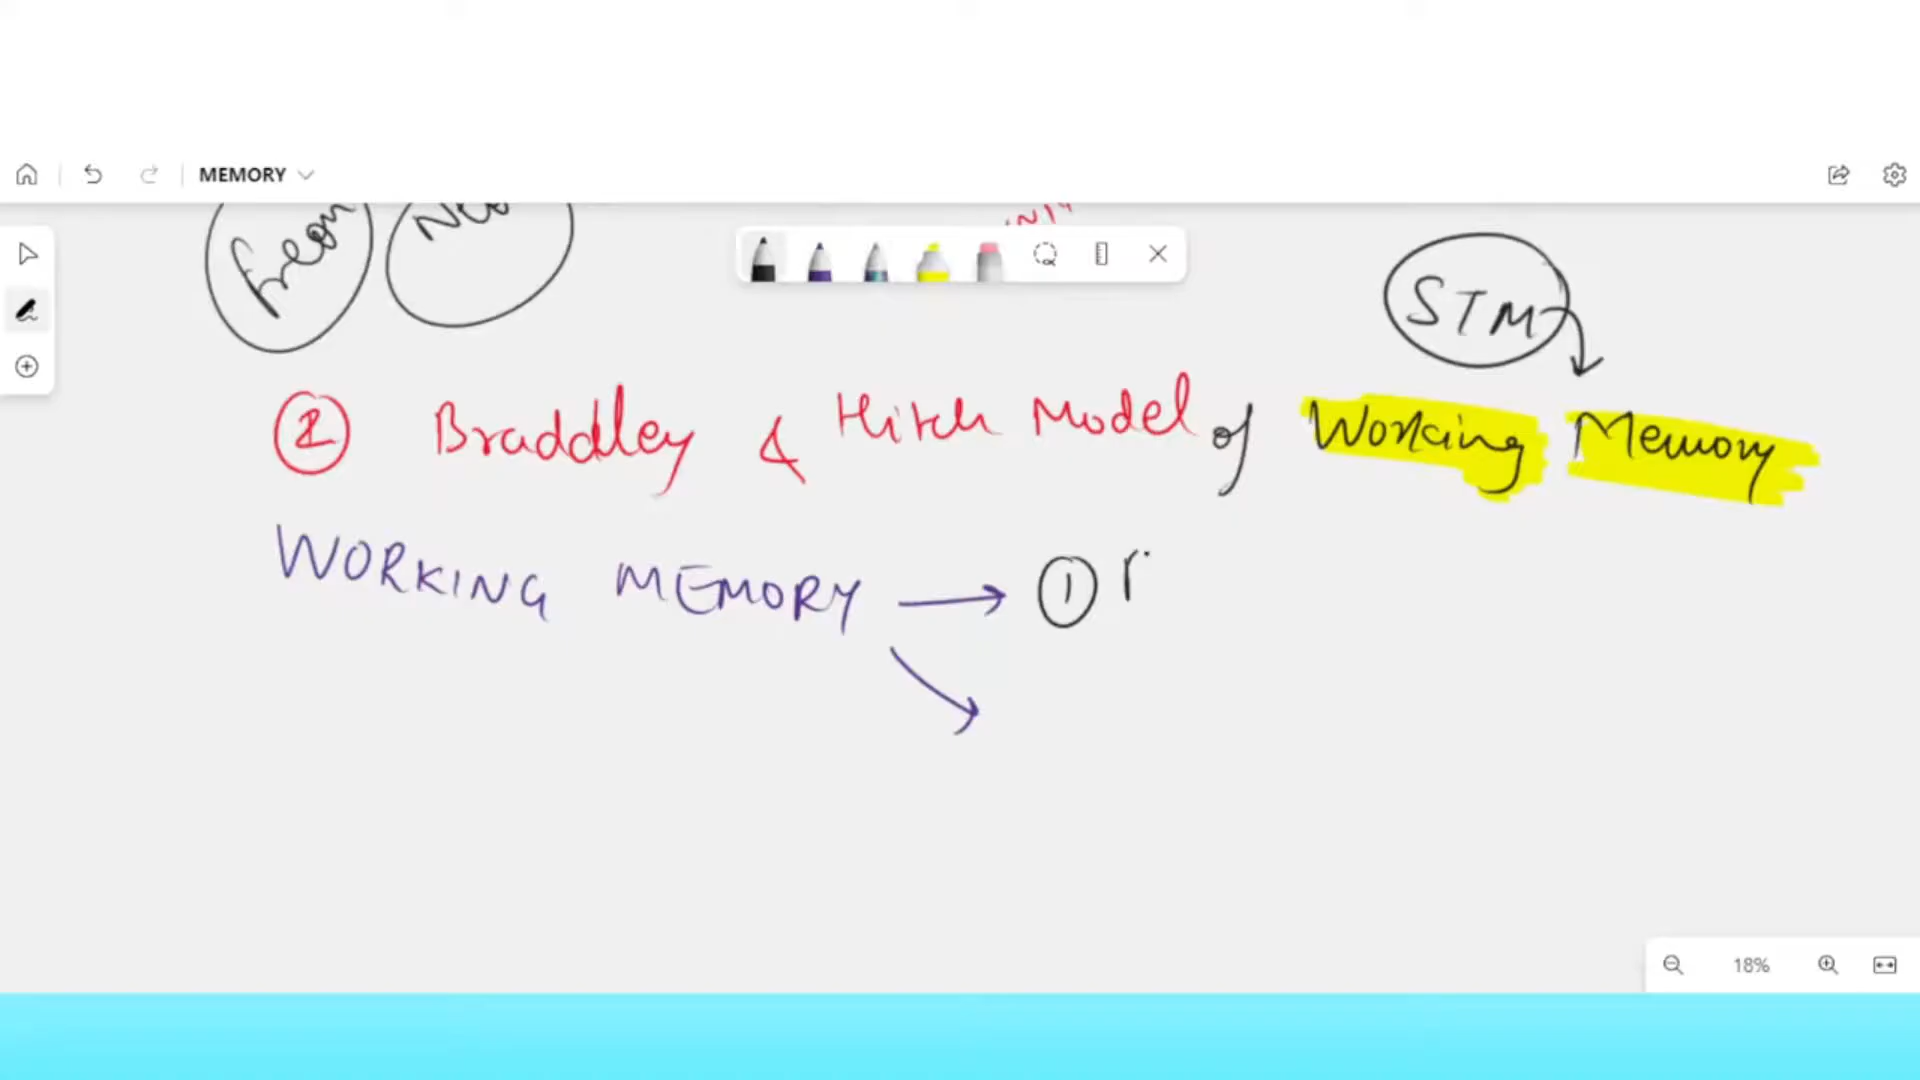 MEMORY
STM
② Braddley & Hitch Model of Working Memory
WORKING MEMORY → ①
18%